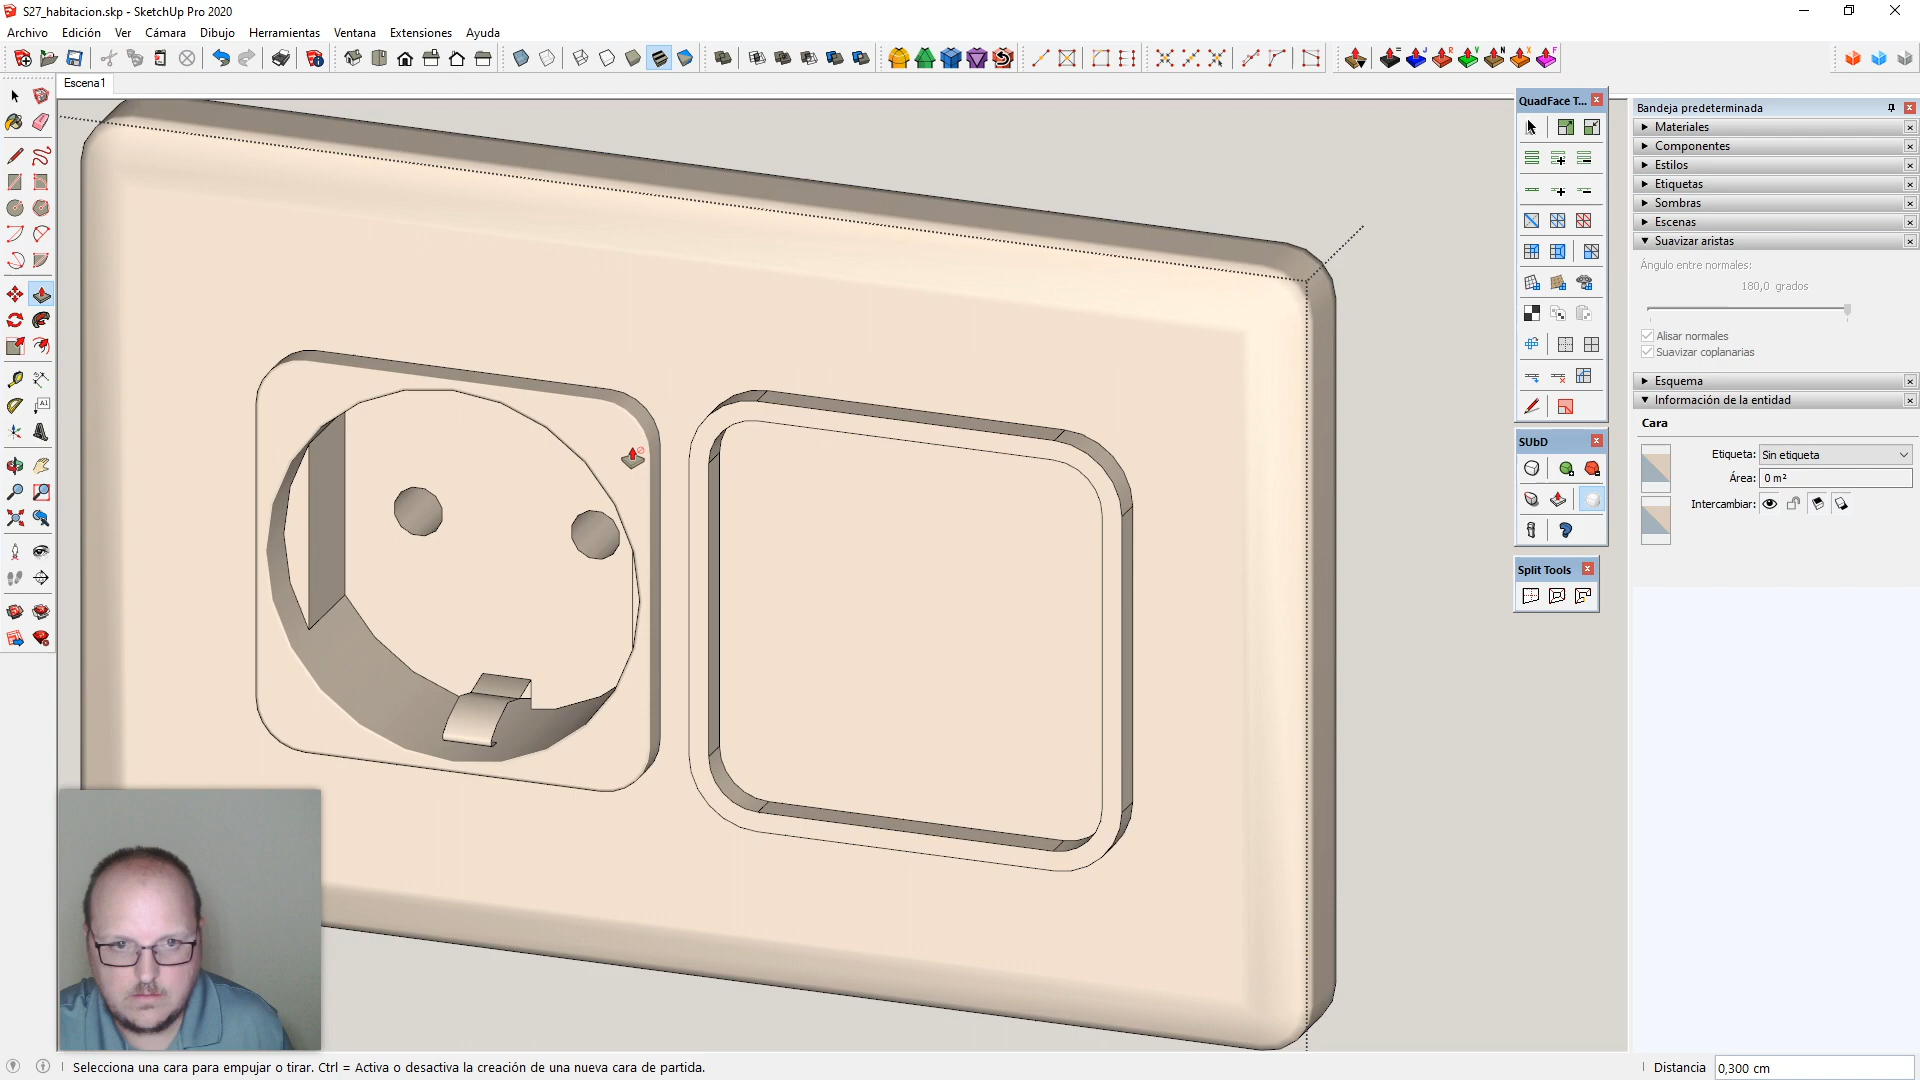 S27_habitacion.skp - SketchUp Pro 2020
Archivo Edición Ver Cámara Dibujo Herramientas Ventana Extensiones Ayuda
Escena1
QuadFace T...
SUbD
Split Tools
Bandeja predeterminada
Materiales
Componentes
Estilos
Etiquetas
Sombras
Escenas
Suavizar aristas
Ángulo entre normales:
180,0 grados
Alisar normales
Suavizar coplanarias
Esquema
Información de la entidad
Cara
Etiqueta: Sin etiqueta
Área: 0 m²
Intercambiar:
Selecciona una cara para empujar o tirar. Ctrl = Activa o desactiva la creación de una nueva cara de partida.
Distancia 0,300 cm